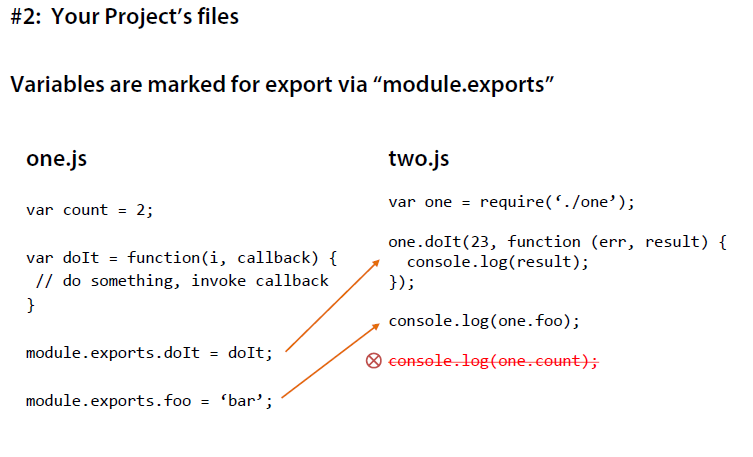 #2:  Your Project’s files
Variables are marked for export via “module.exports”
one.js
var count = 2;
var doIt = function(i, callback) {
// do something, invoke callback
}
module.exports.doIt = doIt;
module.exports.foo = ‘bar’;
two.js
var one = require(‘./one’);
one.doIt(23, function (err, result) {
console.log(result);
});
console.log(one.foo);
console.log(one.count);